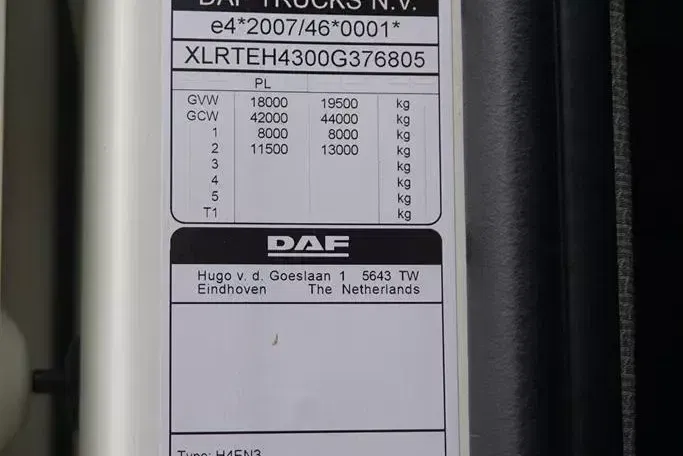 DAF TRUCKS N.V.
e4*2007/46*0001*
XLRTEH4300G376805
PL
GVW 18000 19500 kg
GCW 42000 44000 kg
1 8000 8000 kg
2 11500 13000 kg
3 kg
4 kg
5 kg
T1 kg
DAF
Hugo v. d. Goeslaan 1 5643 TW
Eindhoven The Netherlands
Type: H4EN3